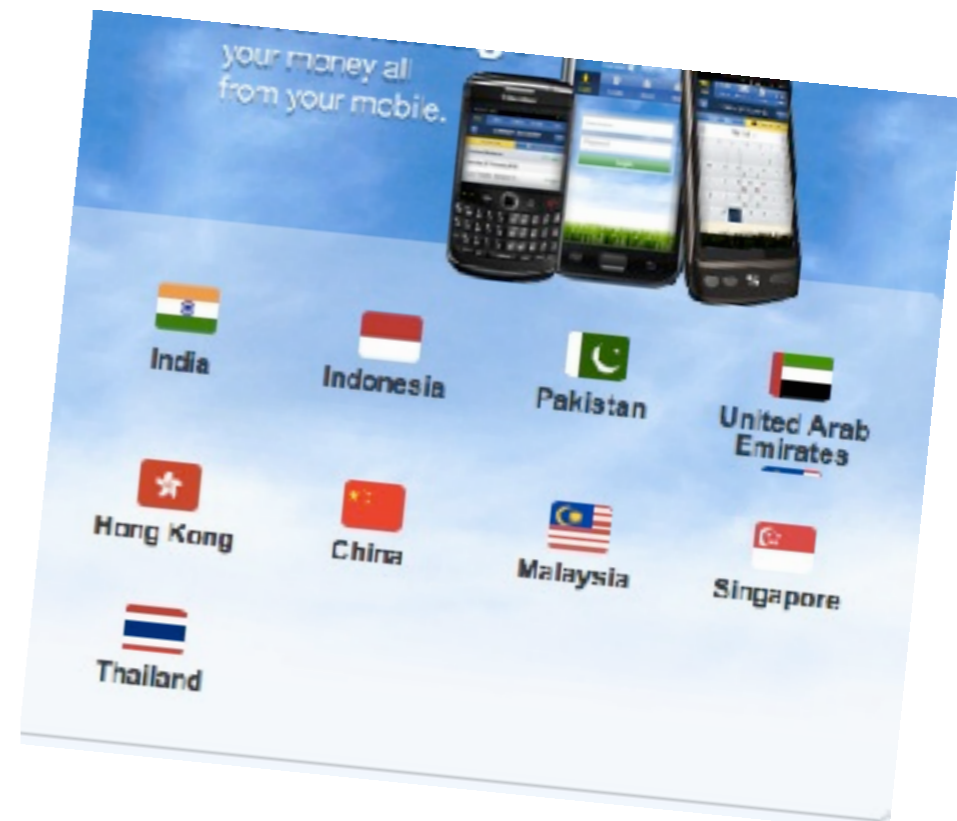 your money all
from your mobile.
India
Indonesia
Pakistan
United Arab
Emirates
Hong Kong
China
Malaysia
Singapore
Thailand